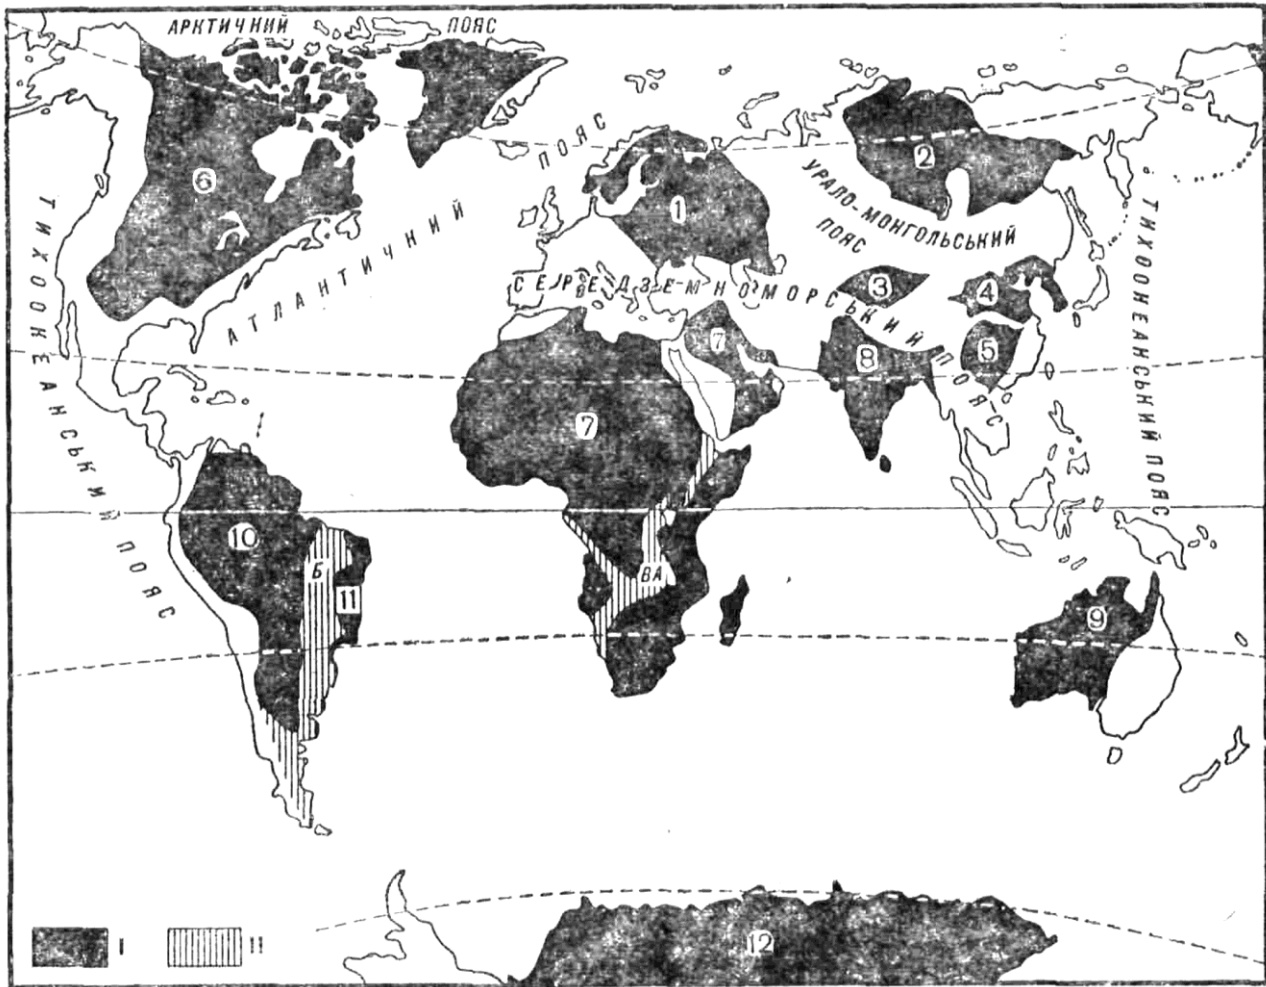 АРКТИЧНИЙ ПОЯС
ТИХООКЕАНСЬКИЙ ПОЯС
АТЛАНТИЧНИЙ ПОЯС
УРАЛО-МОНГОЛЬСЬКИЙ
ПОЯС
СЕРЕДЗЕМНОМОРСЬКИЙ ПОЯС
ТИХООКЕАНСЬКИЙ ПОЯС
6
1
2
3
4
5
7
7
8
9
10
Б
11
ВА
12
I
II